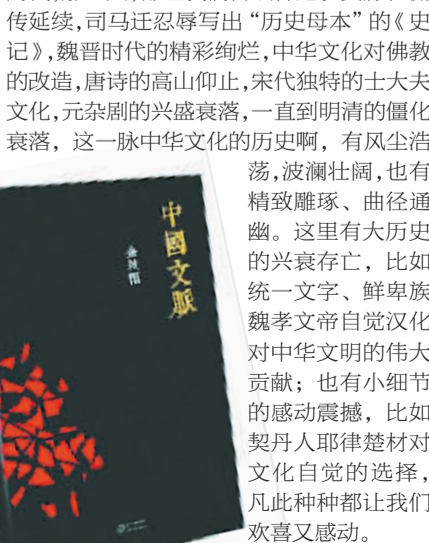 传延续,司马迁忍辱写出“历史母本”的《史
记》,魏晋时代的精彩绚烂,中华文化对佛教
的改造,唐诗的高山仰止,宋代独特的士大夫
文化,元杂剧的兴盛衰落,一直到明清的僵化
衰落，这一脉中华文化的历史啊，有风尘浩
荡,波澜壮阔,也有
精致雕琢、曲径通
幽。这里有大历史
的兴衰存亡，比如
统一文字、鲜卑族
魏孝文帝自觉汉化
对中华文明的伟大
贡献；也有小细节
的感动震撼，比如
契丹人耶律楚材对
文化自觉的选择，
凡此种种都让我们
欢喜又感动。
中國文脈